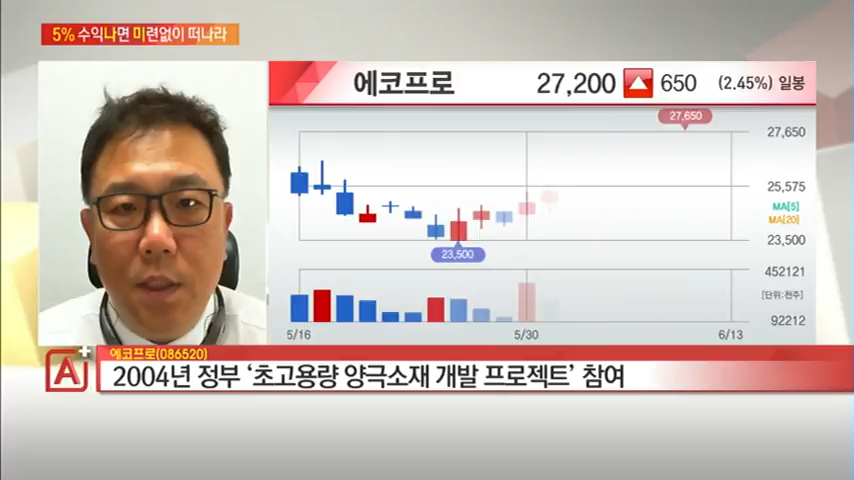 5% 수익나면 미련없이 떠나라
에코프로 27,200 650 (2.45%) 일봉
27,650
27,650
25,575
MA[5]
MA[20]
23,500
23,500
452121
[단위:천주]
92212
5/16 5/30 6/13
에코프로(086520)
A+
2004년 정부 ‘초고용량 양극소재 개발 프로젝트’ 참여